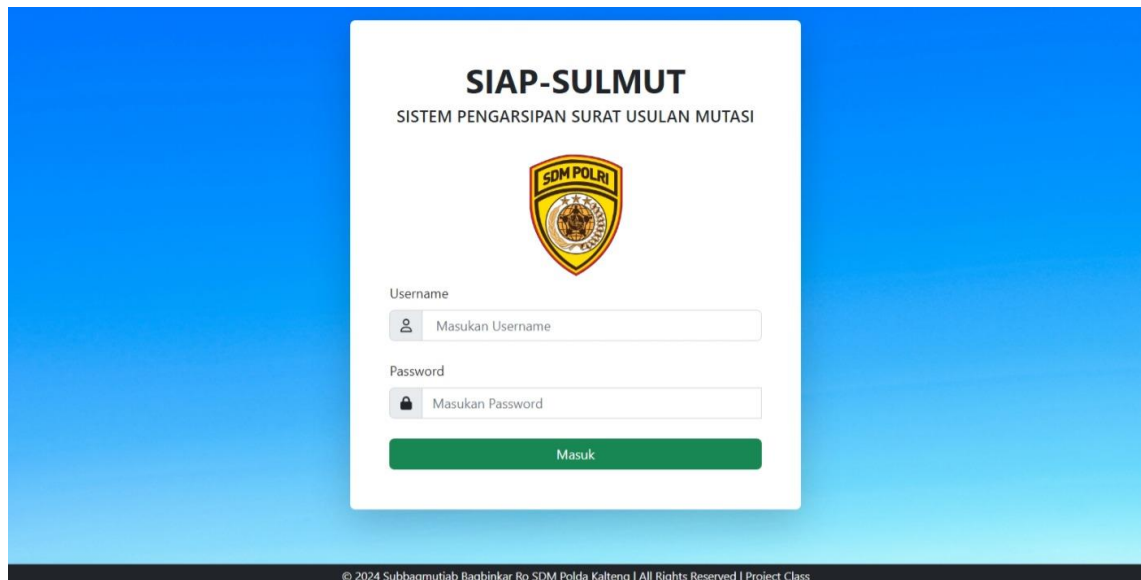 SIAP-SULMUT
SISTEM PENGARSIPAN SURAT USULAN MUTASI
SDM POLRI
Username
Masukan Username
Password
Masukan Password
Masuk
© 2024 Subbagmutjab Bagbinkar Ro SDM Polda Kalteng | All Rights Reserved | Project Class